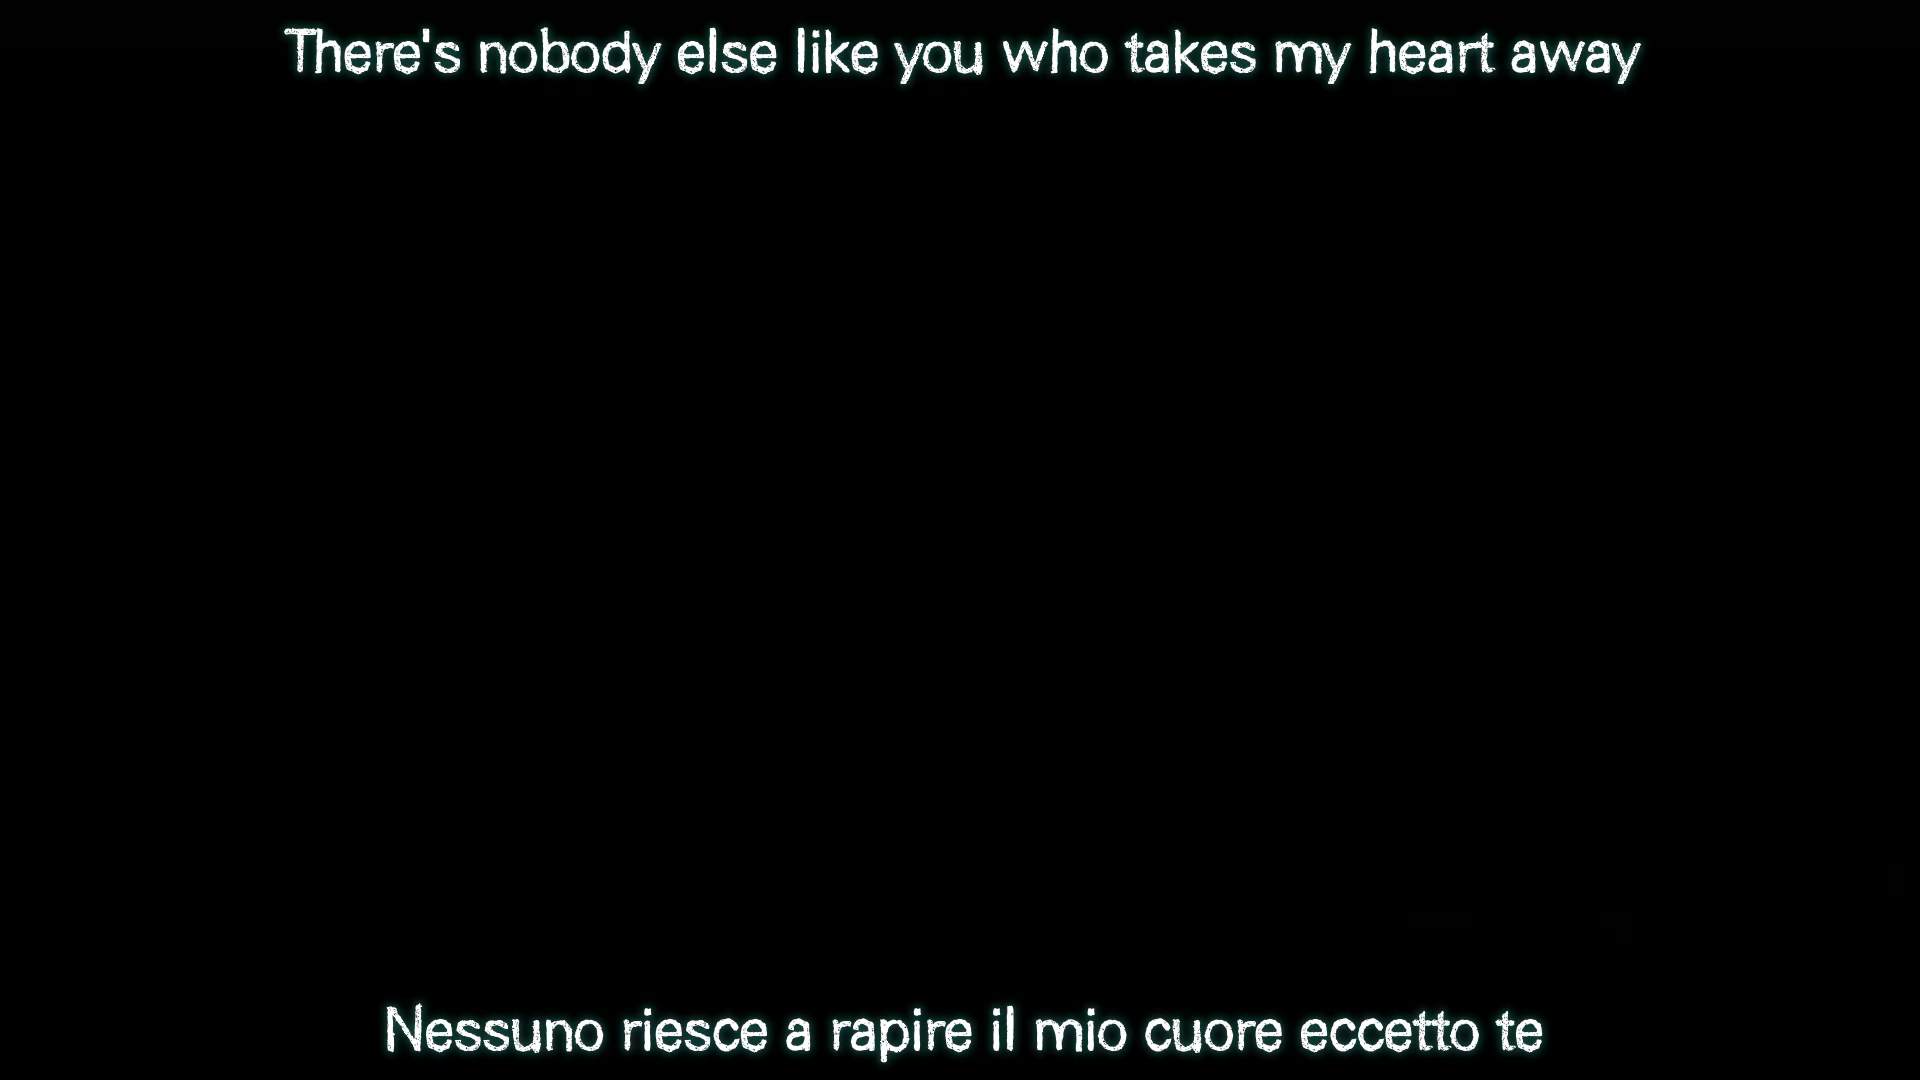 There's nobody else like you who takes my heart away
Nessuno riesce a rapire il mio cuore eccetto te